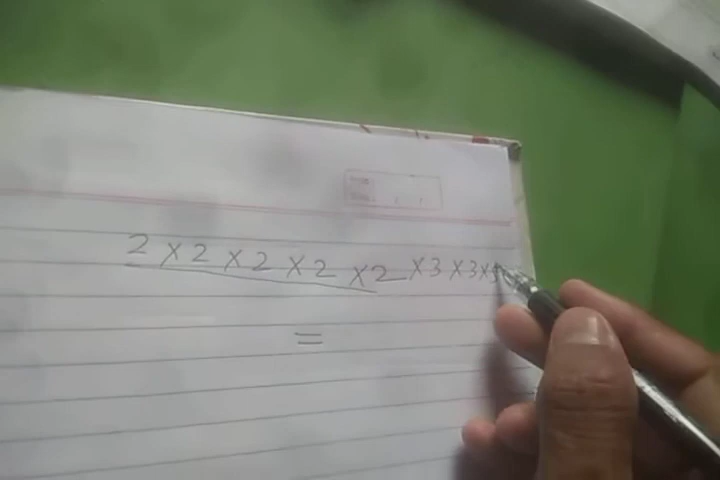 2 × 2 × 2 × 2 × 2 × 3 × 3 ×
=